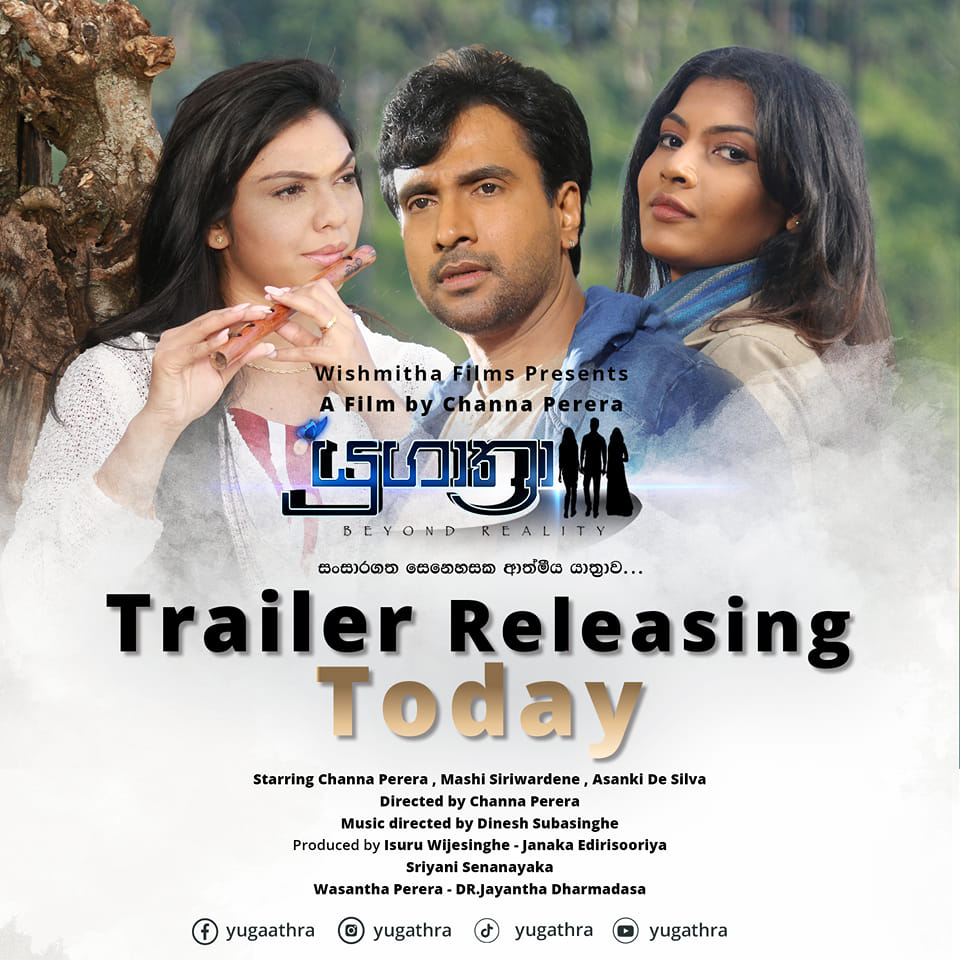 Wishmitha Films Presents
A Film by Channa Perera
යුගාත්‍රා
BEYOND REALITY
සංසාරගත සෙනෙහසක ආත්මීය යාත්‍රාව...
Trailer Releasing
Today
Starring Channa Perera , Mashi Siriwardene , Asanki De Silva
Directed by Channa Perera
Music directed by Dinesh Subasinghe
Produced by Isuru Wijesinghe - Janaka Edirisooriya
Sriyani Senanayaka
Wasantha Perera - DR.Jayantha Dharmadasa
yugaathra yugathra yugathra yugathra